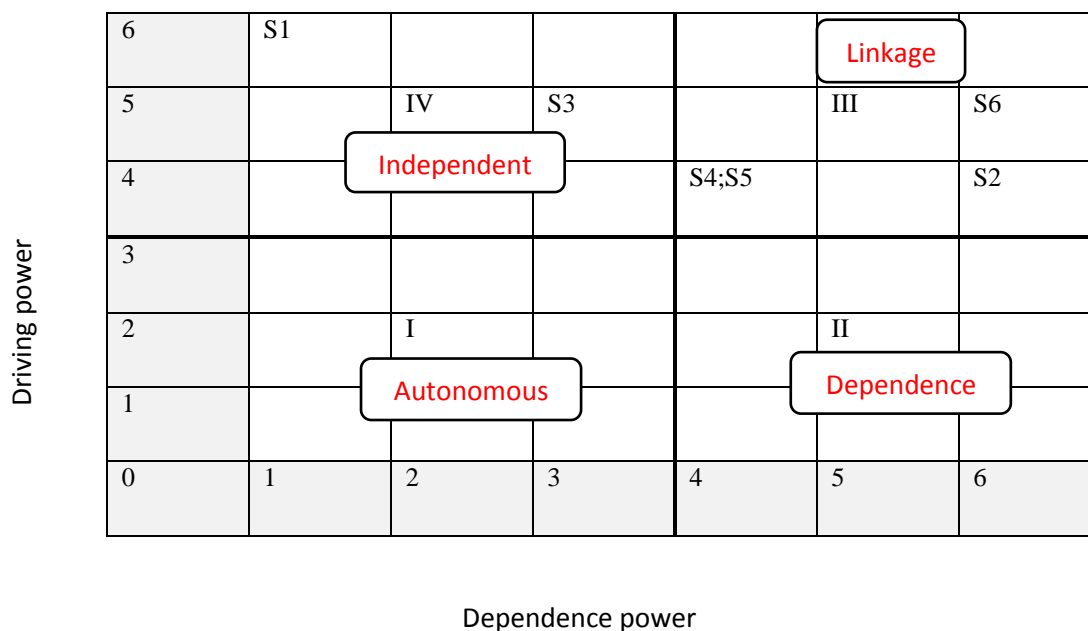 6 S1
Linkage
5 IV S3 III S6
Independent
4 S4;S5 S2
3
2 I II
Autonomous Dependence
1
0 1 2 3 4 5 6
Driving power
Dependence power